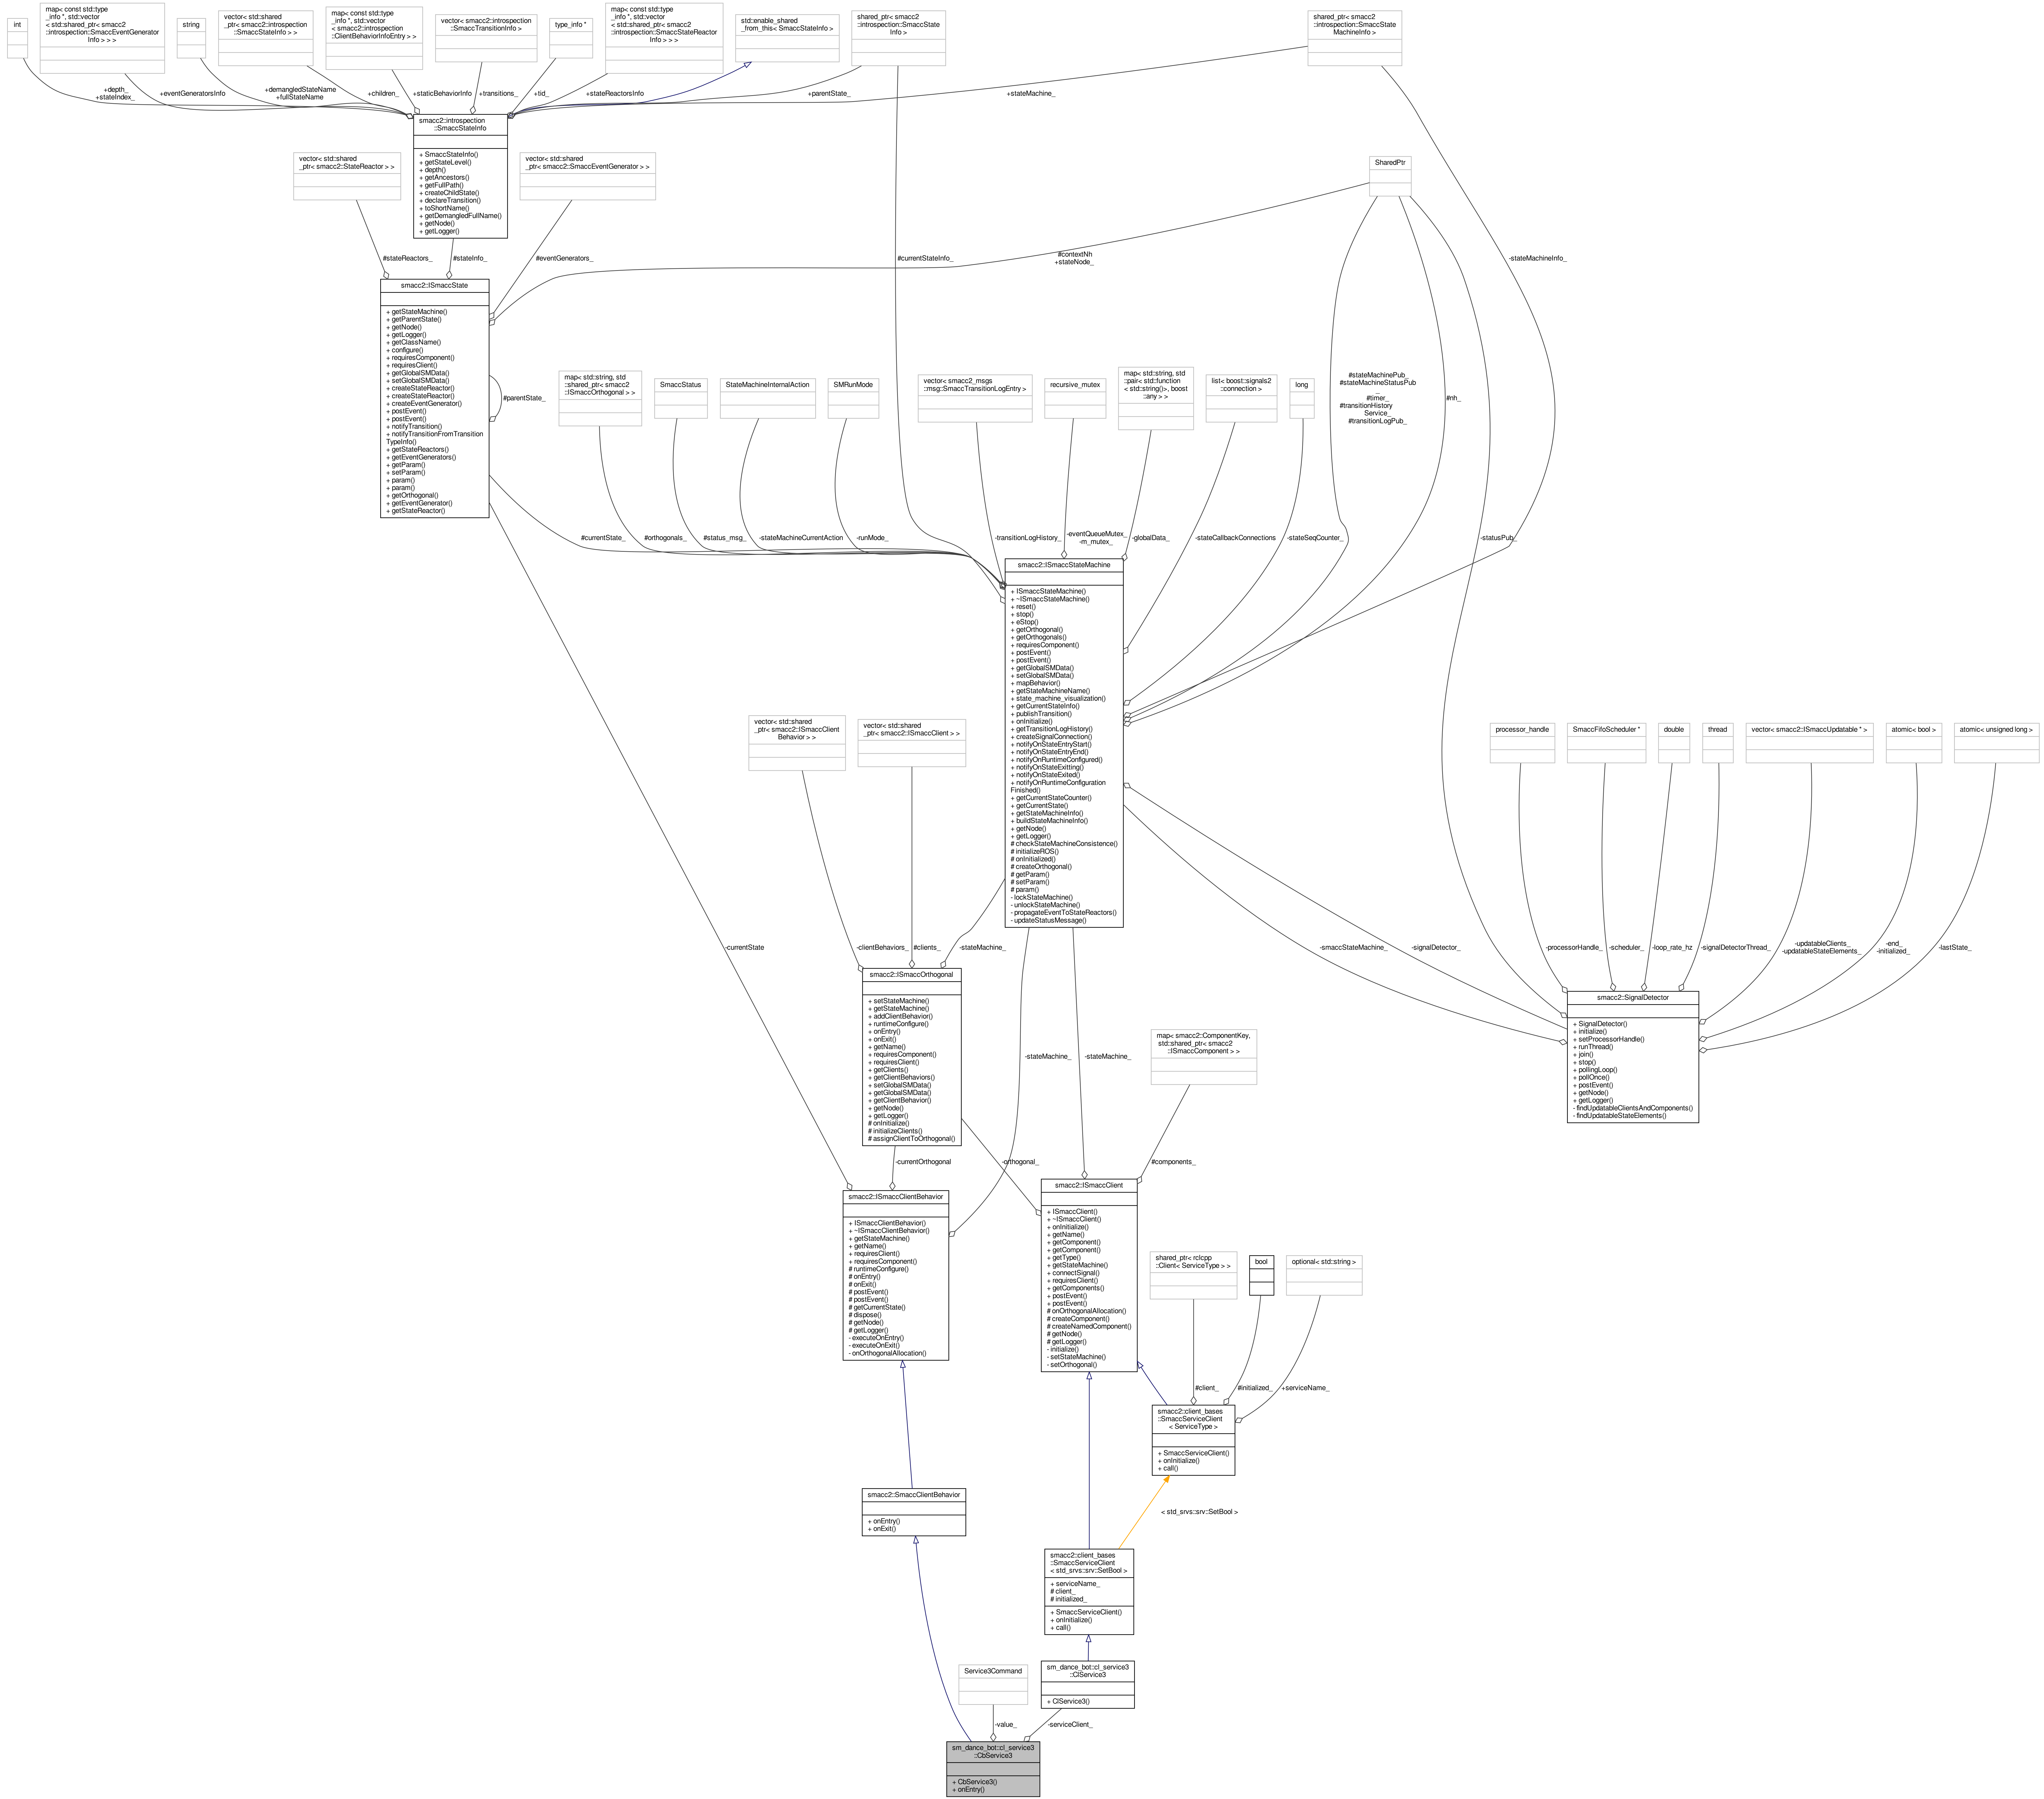 int
map< const std::type
_info *, std::vector
< std::shared_ptr< smacc2
::introspection::SmaccEventGenerator
Info > > >
string
vector< std::shared
_ptr< smacc2::introspection
::SmaccStateInfo > >
map< const std::type
_info *, std::vector
< smacc2::introspection
::ClientBehaviorInfoEntry > >
vector< smacc2::introspection
::SmaccTransitionInfo >
type_info *
map< const std::type
_info *, std::vector
< std::shared_ptr< smacc2
::introspection::SmaccStateReactor
Info > > >
std::enable_shared
_from_this< SmaccStateInfo >
shared_ptr< smacc2
::introspection::SmaccState
Info >
shared_ptr< smacc2
::introspection::SmaccState
MachineInfo >
+depth_
+stateIndex_
+eventGeneratorsInfo
+demangledStateName
+fullStateName
+children_
+staticBehaviorInfo
+transitions_
+tid_
+stateReactorsInfo
+parentState_
+stateMachine_
smacc2::introspection
::SmaccStateInfo
+ SmaccStateInfo()
+ getStateLevel()
+ depth()
+ getAncestors()
+ getFullPath()
+ createChildState()
+ declareTransition()
+ toShortName()
+ getDemangledFullName()
+ getNode()
+ getLogger()
vector< std::shared
_ptr< smacc2::StateReactor > >
vector< std::shared
_ptr< smacc2::SmaccEventGenerator > >
SharedPtr
#stateReactors_
#stateInfo_
#eventGenerators_
#currentStateInfo_
#contextNh
+stateNode_
-stateMachineInfo_
smacc2::ISmaccState
+ getStateMachine()
+ getParentState()
+ getNode()
+ getLogger()
+ getClassName()
+ configure()
+ requiresComponent()
+ requiresClient()
+ getGlobalSMData()
+ setGlobalSMData()
+ createStateReactor()
+ createEventGenerator()
+ postEvent()
+ postEvent()
+ notifyTransition()
+ notifyTransitionFromTransition
TypeInfo()
+ getStateReactors()
+ getEventGenerators()
+ getParam()
+ setParam()
+ param()
+ param()
+ getOrthogonal()
+ getEventGenerator()
+ getStateReactor()
#parentState_
map< std::string, std
::shared_ptr< smacc2
::ISmaccOrthogonal > >
SmaccStatus
StateMachineInternalAction
SMRunMode
vector< smacc2_msgs
::msg::SmaccTransitionLogEntry >
recursive_mutex
map< std::string, std
::pair< std::function
< std::string()>, boost
::any > >
list< boost::signals2
::connection >
long
#stateMachinePub_
#stateMachineStatusPub
_
#timer_
#transitionHistory
Service_
#transitionLogPub_
#nh_
#currentState_
#orthogonals_
#status_msg_
-stateMachineCurrentAction
-runMode_
-transitionLogHistory_
-eventQueueMutex_
-m_mutex_
-globalData_
-stateCallbackConnections
-stateSeqCounter_
-statusPub_
smacc2::ISmaccStateMachine
+ ISmaccStateMachine()
+ ~ISmaccStateMachine()
+ reset()
+ stop()
+ eStop()
+ getOrthogonal()
+ getOrthogonals()
+ requiresComponent()
+ postEvent()
+ postEvent()
+ getGlobalSMData()
+ setGlobalSMData()
+ mapBehavior()
+ getStateMachineName()
+ state_machine_visualization()
+ getCurrentStateInfo()
+ publishTransition()
+ onInitialize()
+ getTransitionLogHistory()
+ createSignalConnection()
+ notifyOnStateEntryStart()
+ notifyOnStateEntryEnd()
+ notifyOnRuntimeConfigured()
+ notifyOnStateExitting()
+ notifyOnStateExited()
+ notifyOnRuntimeConfiguration
Finished()
+ getCurrentStateCounter()
+ getCurrentState()
+ getStateMachineInfo()
+ buildStateMachineInfo()
+ getNode()
+ getLogger()
# checkStateMachineConsistence()
# initializeROS()
# onInitialized()
# createOrthogonal()
# getParam()
# setParam()
# param()
- lockStateMachine()
- unlockStateMachine()
- propagateEventToStateReactors()
- updateStatusMessage()
vector< std::shared
_ptr< smacc2::ISmaccClient
Behavior > >
vector< std::shared
_ptr< smacc2::ISmaccClient > >
processor_handle
SmaccFifoScheduler *
double
thread
vector< smacc2::ISmaccUpdatable * >
atomic< bool >
atomic< unsigned long >
-currentState
-clientBehaviors_
#clients_
-stateMachine_
-smaccStateMachine_
-signalDetector_
-processorHandle_
-scheduler_
-loop_rate_hz
-signalDetectorThread_
-updatableClients_
-updatableStateElements_
-end_
-initialized_
-lastState_
smacc2::ISmaccOrthogonal
+ setStateMachine()
+ getStateMachine()
+ addClientBehavior()
+ runtimeConfigure()
+ onEntry()
+ onExit()
+ getName()
+ requiresComponent()
+ requiresClient()
+ getClients()
+ getClientBehaviors()
+ setGlobalSMData()
+ getGlobalSMData()
+ getClientBehavior()
+ getNode()
+ getLogger()
# onInitialize()
# initializeClients()
# assignClientToOrthogonal()
smacc2::SignalDetector
+ SignalDetector()
+ initialize()
+ setProcessorHandle()
+ runThread()
+ join()
+ stop()
+ pollingLoop()
+ pollOnce()
+ postEvent()
+ getNode()
+ getLogger()
- findUpdatableClientsAndComponents()
- findUpdatableStateElements()
-stateMachine_
-stateMachine_
map< smacc2::ComponentKey,
std::shared_ptr< smacc2
::ISmaccComponent > >
-currentOrthogonal
-orthogonal_
#components_
smacc2::ISmaccClientBehavior
+ ISmaccClientBehavior()
+ ~ISmaccClientBehavior()
+ getStateMachine()
+ getName()
+ requiresClient()
+ requiresComponent()
# runtimeConfigure()
# onEntry()
# onExit()
# postEvent()
# postEvent()
# getCurrentState()
# dispose()
# getNode()
# getLogger()
- executeOnEntry()
- executeOnExit()
- onOrthogonalAllocation()
smacc2::ISmaccClient
+ ISmaccClient()
+ ~ISmaccClient()
+ onInitialize()
+ getName()
+ getComponent()
+ getComponent()
+ getType()
+ getStateMachine()
+ connectSignal()
+ requiresClient()
+ getComponents()
+ postEvent()
+ postEvent()
# onOrthogonalAllocation()
# createComponent()
# createNamedComponent()
# getNode()
# getLogger()
- initialize()
- setStateMachine()
- setOrthogonal()
shared_ptr< rclcpp
::Client< ServiceType > >
bool
optional< std::string >
#client_
#initialized_
+serviceName_
smacc2::client_bases
::SmaccServiceClient
< ServiceType >
+ SmaccServiceClient()
+ onInitialize()
+ call()
smacc2::SmaccClientBehavior
+ onEntry()
+ onExit()
< std_srvs::srv::SetBool >
smacc2::client_bases
::SmaccServiceClient
< std_srvs::srv::SetBool >
+ serviceName_
# client_
# initialized_
+ SmaccServiceClient()
+ onInitialize()
+ call()
Service3Command
sm_dance_bot::cl_service3
::ClService3
+ ClService3()
-value_
-serviceClient_
sm_dance_bot::cl_service3
::CbService3
+ CbService3()
+ onEntry()